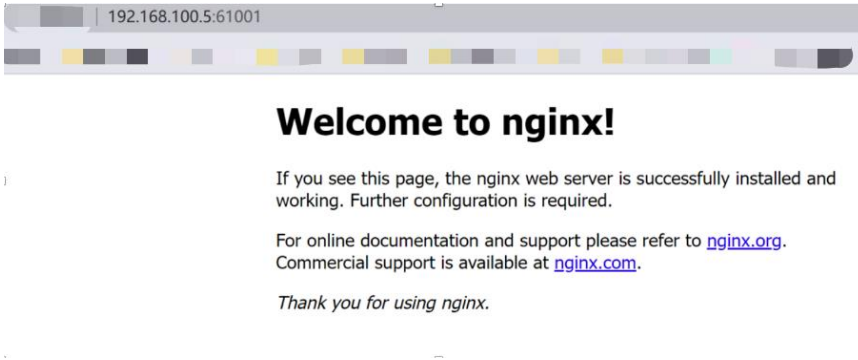 192.168.100.5:61001
Welcome to nginx!
If you see this page, the nginx web server is successfully installed and
working. Further configuration is required.
For online documentation and support please refer to nginx.org.
Commercial support is available at nginx.com.
Thank you for using nginx.